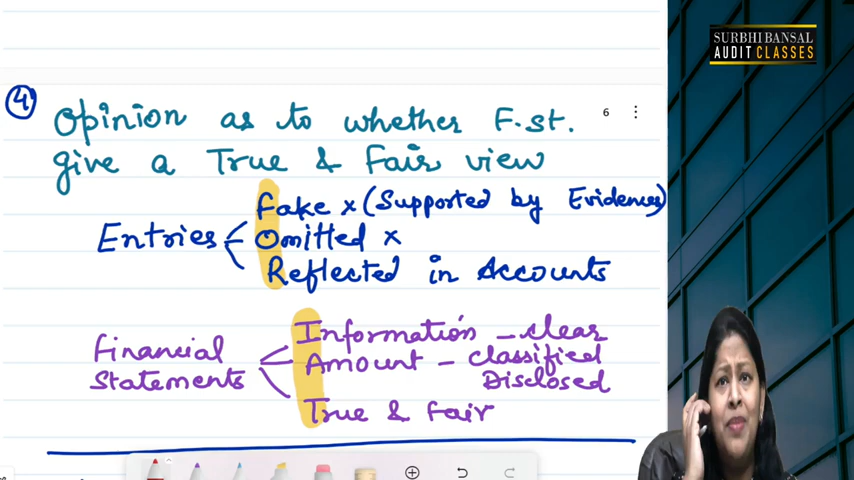 SURBHI BANSAL
AUDIT CLASSES
4
6
Opinion as to whether F.st.
give a True & Fair view
Entries
Fake x (Supported by Evidences)
Omitted x
Reflected in Accounts
Financial
Statements
Information - clear
Amount - classified
Disclosed
True & Fair